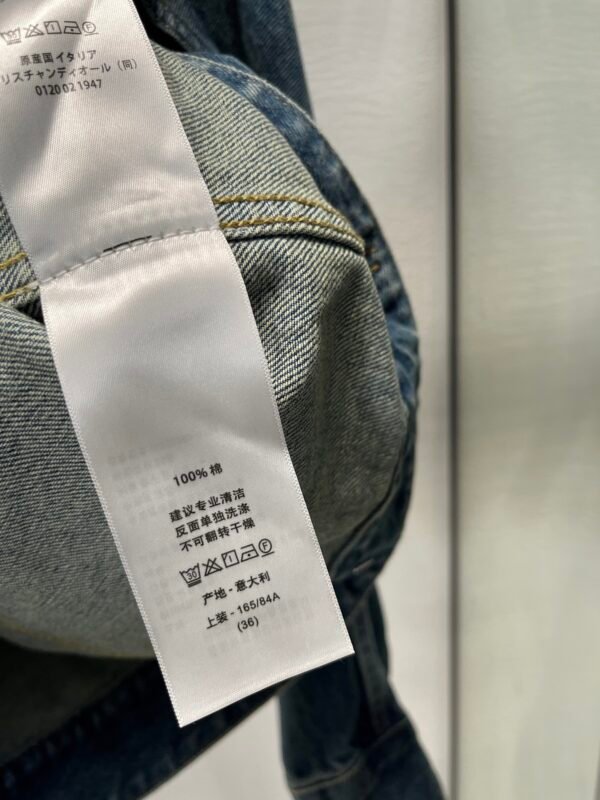 原産国イタリア
リスチャンディオール（同）
0120 02 1947
100% 棉
建议专业清洁
反面单独洗涤
不可翻转干燥
30
产地 - 意大利
上装 - 165/84A
(36)